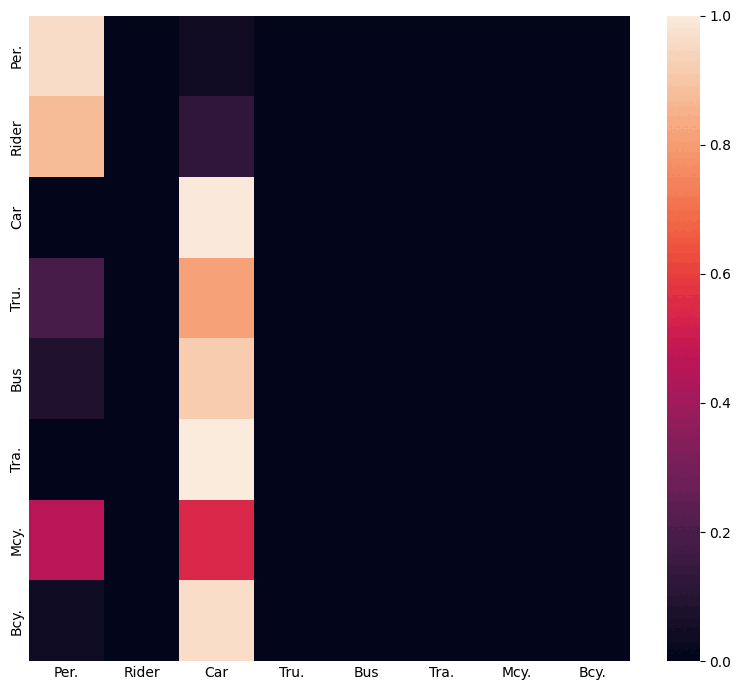 Per.
Rider
Car
Tru.
Bus
Tra.
Mcy.
Bcy.
Per. Rider Car Tru. Bus Tra. Mcy. Bcy.
1.0
0.8
0.6
0.4
0.2
0.0